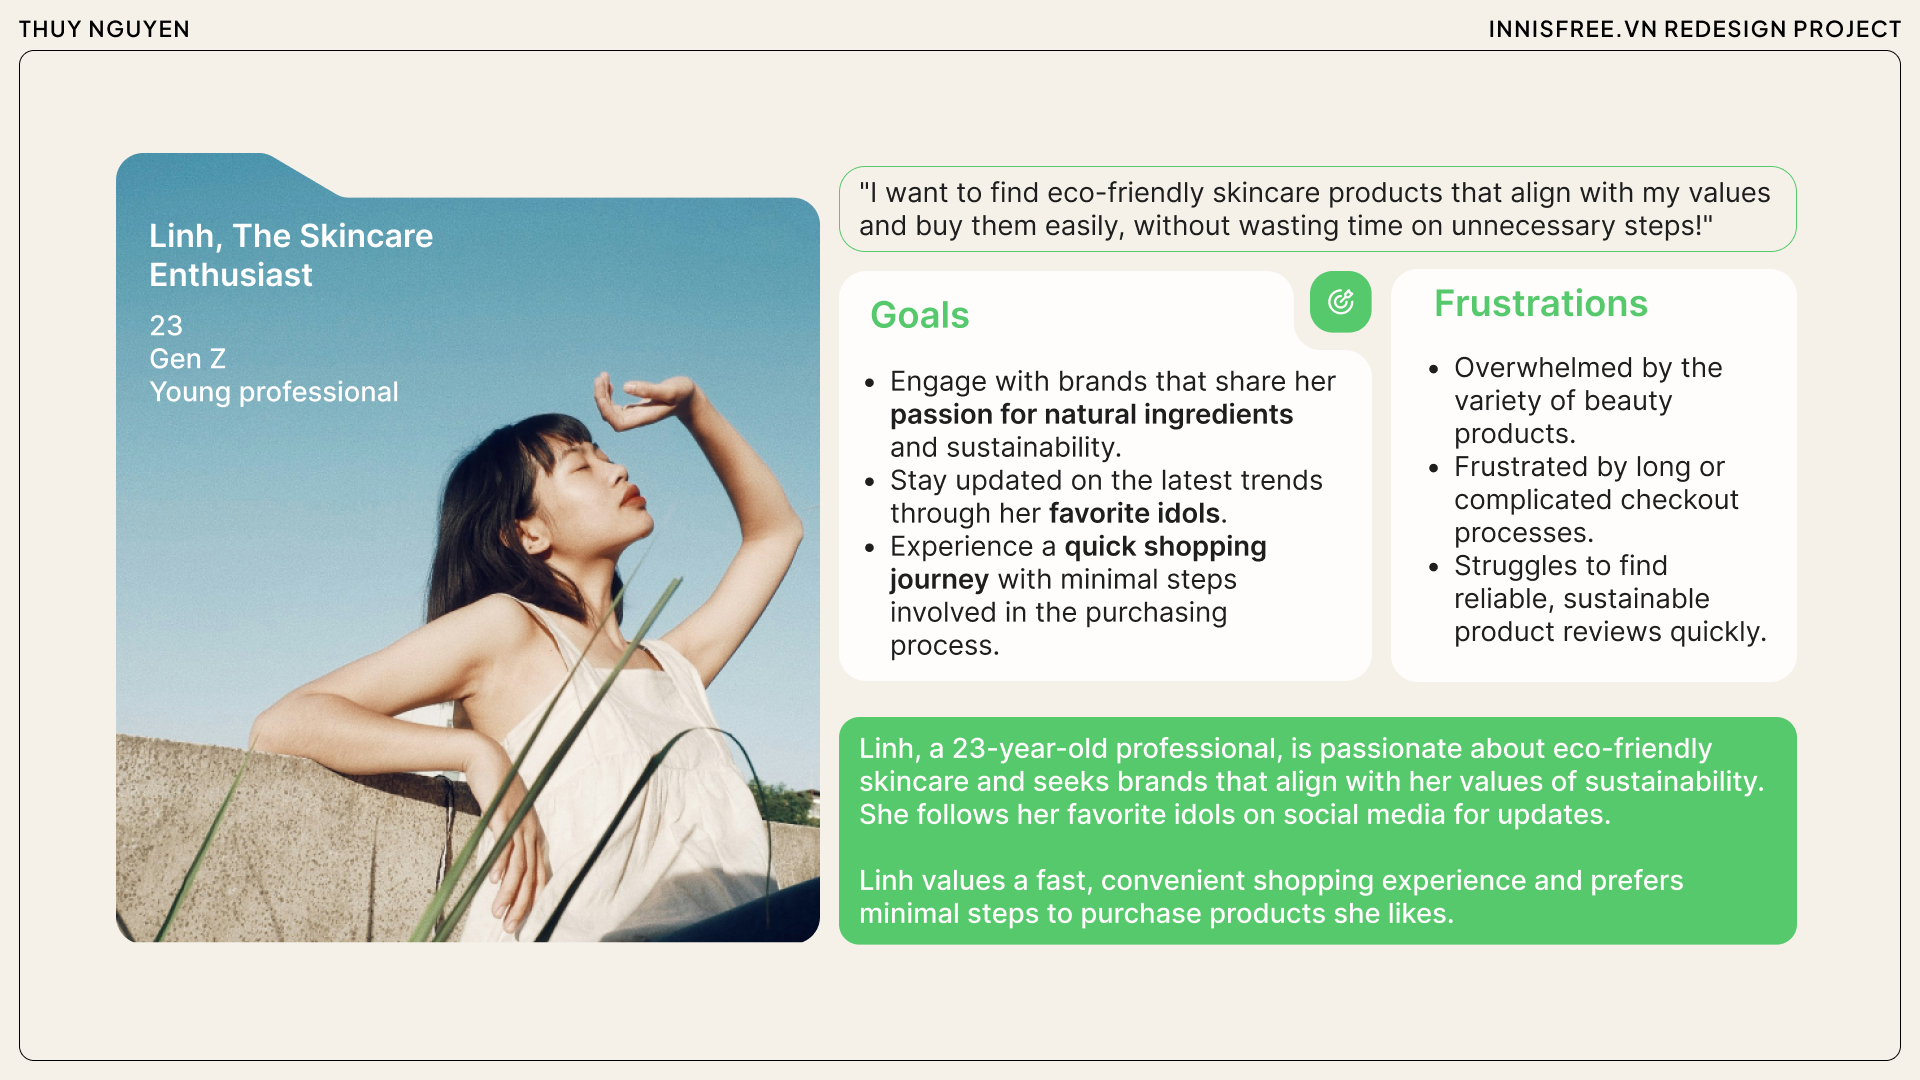 THUY NGUYEN
INNISFREE.VN REDESIGN PROJECT
Linh, The Skincare
Enthusiast
23
Gen Z
Young professional
"I want to find eco-friendly skincare products that align with my values
and buy them easily, without wasting time on unnecessary steps!"
Goals
• Engage with brands that share her
passion for natural ingredients
and sustainability.
• Stay updated on the latest trends
through her favorite idols.
• Experience a quick shopping
journey with minimal steps
involved in the purchasing
process.
Frustrations
• Overwhelmed by the
variety of beauty
products.
• Frustrated by long or
complicated checkout
processes.
• Struggles to find
reliable, sustainable
product reviews quickly.
Linh, a 23-year-old professional, is passionate about eco-friendly
skincare and seeks brands that align with her values of sustainability.
She follows her favorite idols on social media for updates.
Linh values a fast, convenient shopping experience and prefers
minimal steps to purchase products she likes.